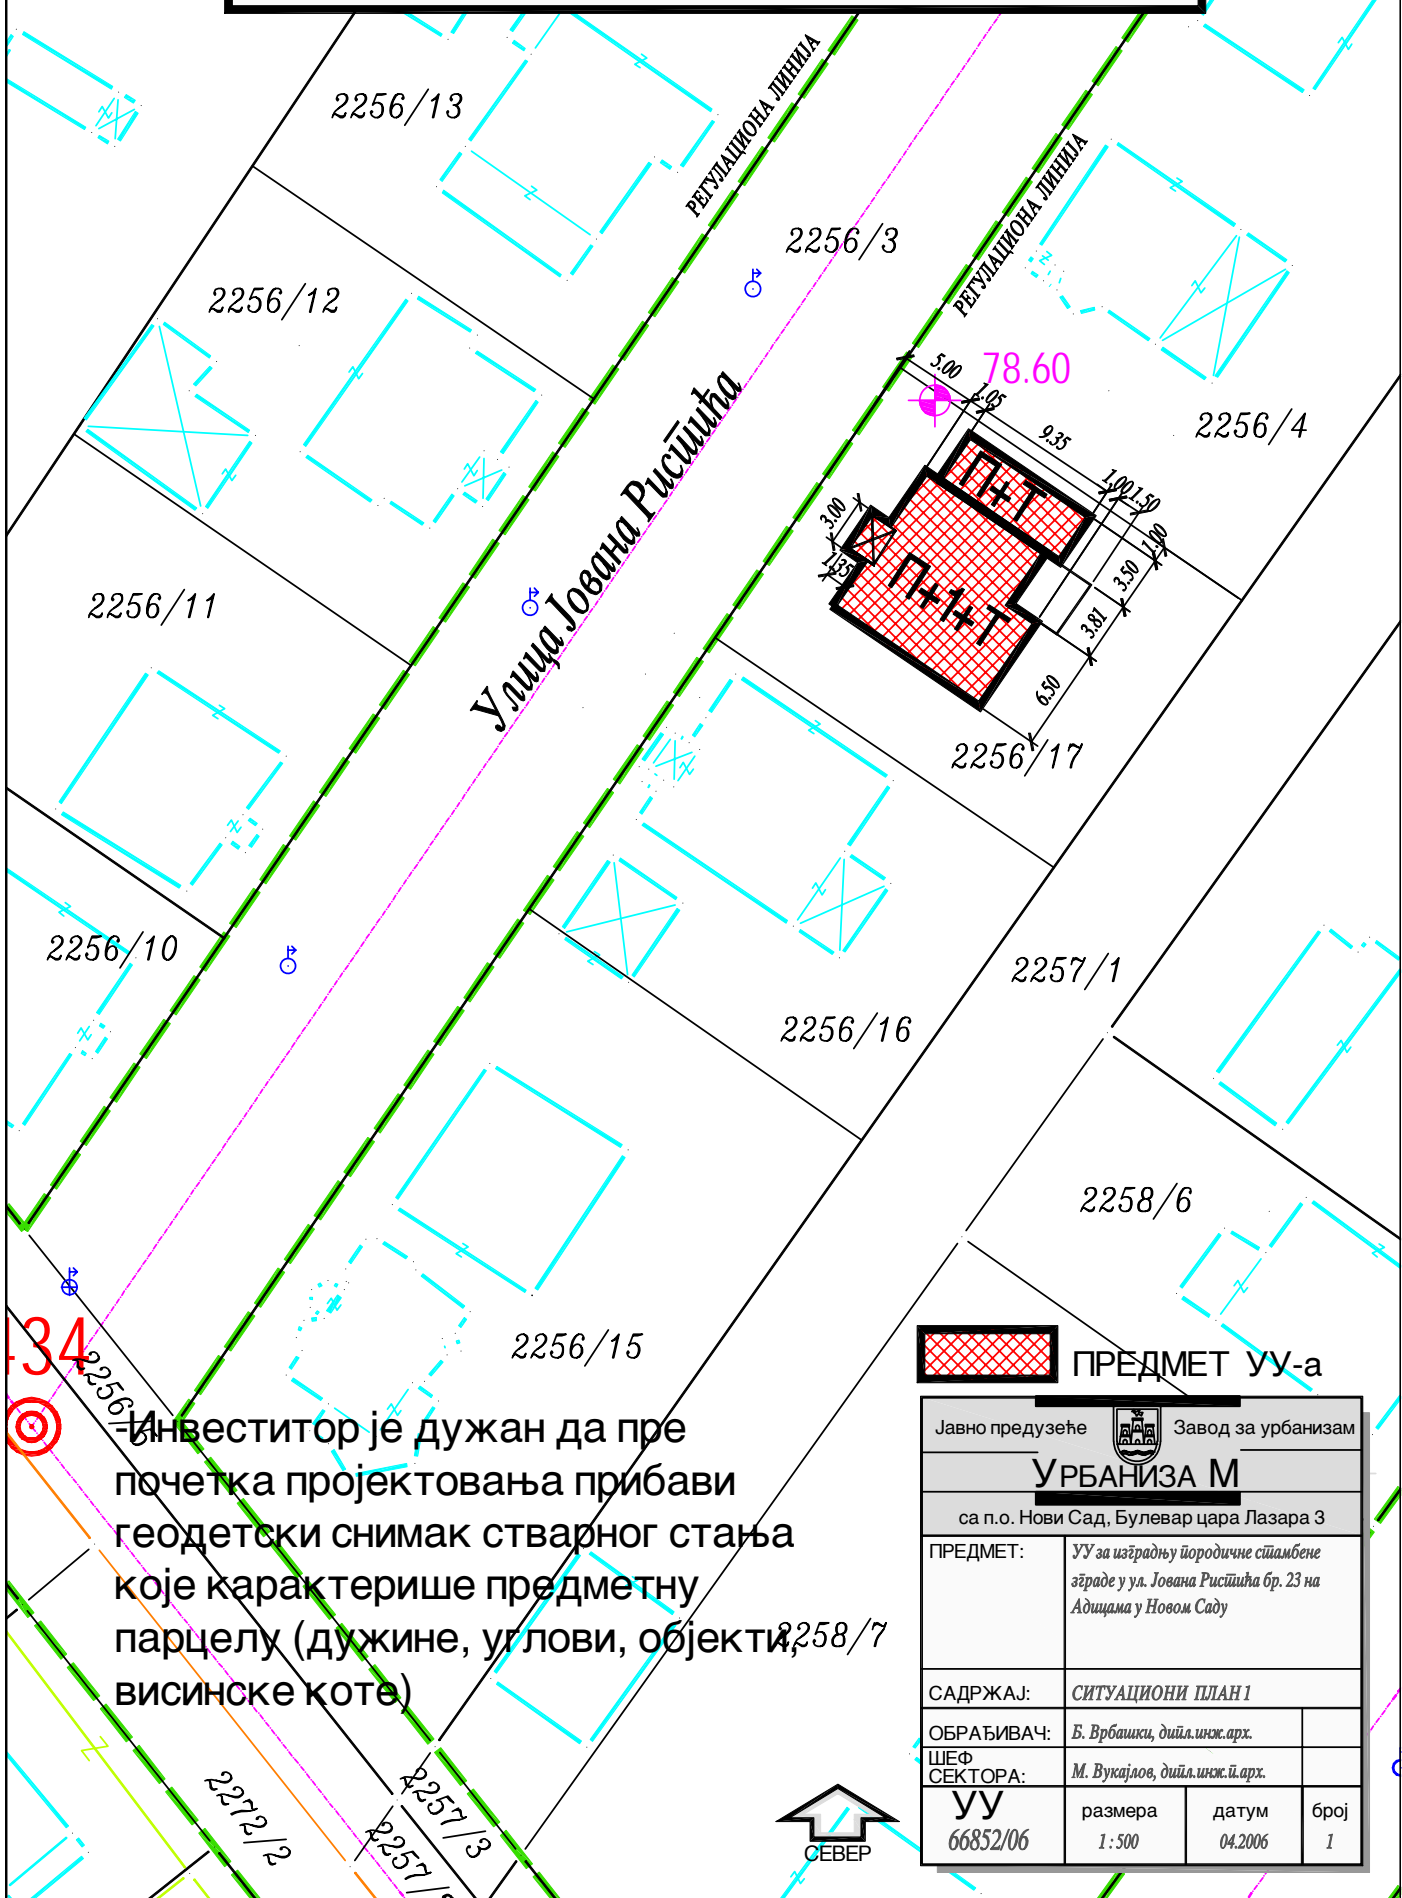 2256/13
РЕГУЛАЦИОНА ЛИНИЈА
2256/3
РЕГУЛАЦИОНА ЛИНИЈА
2256/12
78.60
5.00
1.05
9.35
1.00
1.50
2256/4
П+Т
3.00
1.35
П+1+Т
1.00
3.50
3.81
6.50
Улица Јована Ристића
2256/11
2256/17
2256/10
2257/1
2256/16
2258/6
434
2256/15
-Инвеститор је дужан да пре
почетка пројектовања прибави
геодетски снимак стварног стања
које карактерише предметну
парцелу (дужине, углови, објекти,
висинске коте)
2258/7
2272/2
2257/3
СЕВЕР
ПРЕДМЕТ УУ-а
Јавно предузеће Завод за урбанизам
УРБАНИЗАМ
са п.о. Нови Сад, Булевар цара Лазара 3
ПРЕДМЕТ: УУ за изградњу породичне стамбене
зграде у ул. Јована Ристића бр. 23 на
Адицама у Новом Саду
САДРЖАЈ: СИТУАЦИОНИ ПЛАН 1
ОБРАЂИВАЧ: Б. Врбашки, дипл.инж.арх.
ШЕФ
СЕКТОРА: М. Вукајлов, дипл.инж.п.арх.
УУ размера датум број
66852/06 1 : 500 04.2006 1